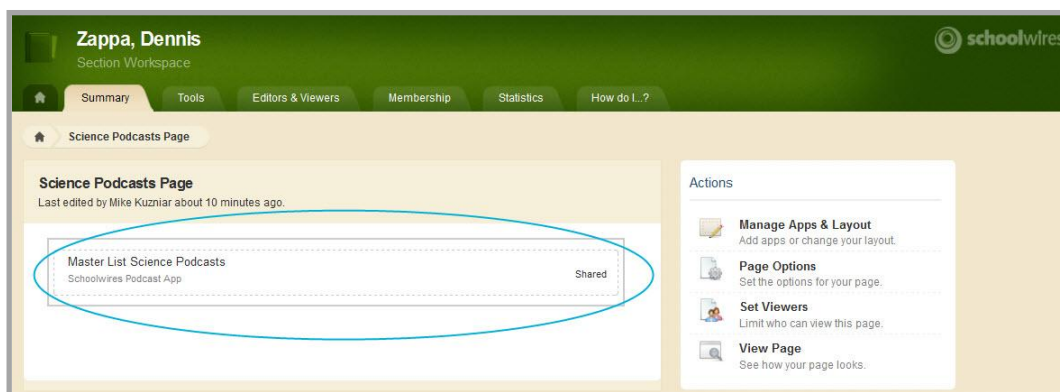 Zappa, Dennis
Section Workspace
schoolwires
Summary
Tools
Editors & Viewers
Membership
Statistics
How do I...?
Science Podcasts Page
Science Podcasts Page
Last edited by Mike Kuzniar about 10 minutes ago.
Master List Science Podcasts
Schoolwires Podcast App
Shared
Actions
Manage Apps & Layout
Add apps or change your layout.
Page Options
Set the options for your page.
Set Viewers
Limit who can view this page.
View Page
See how your page looks.